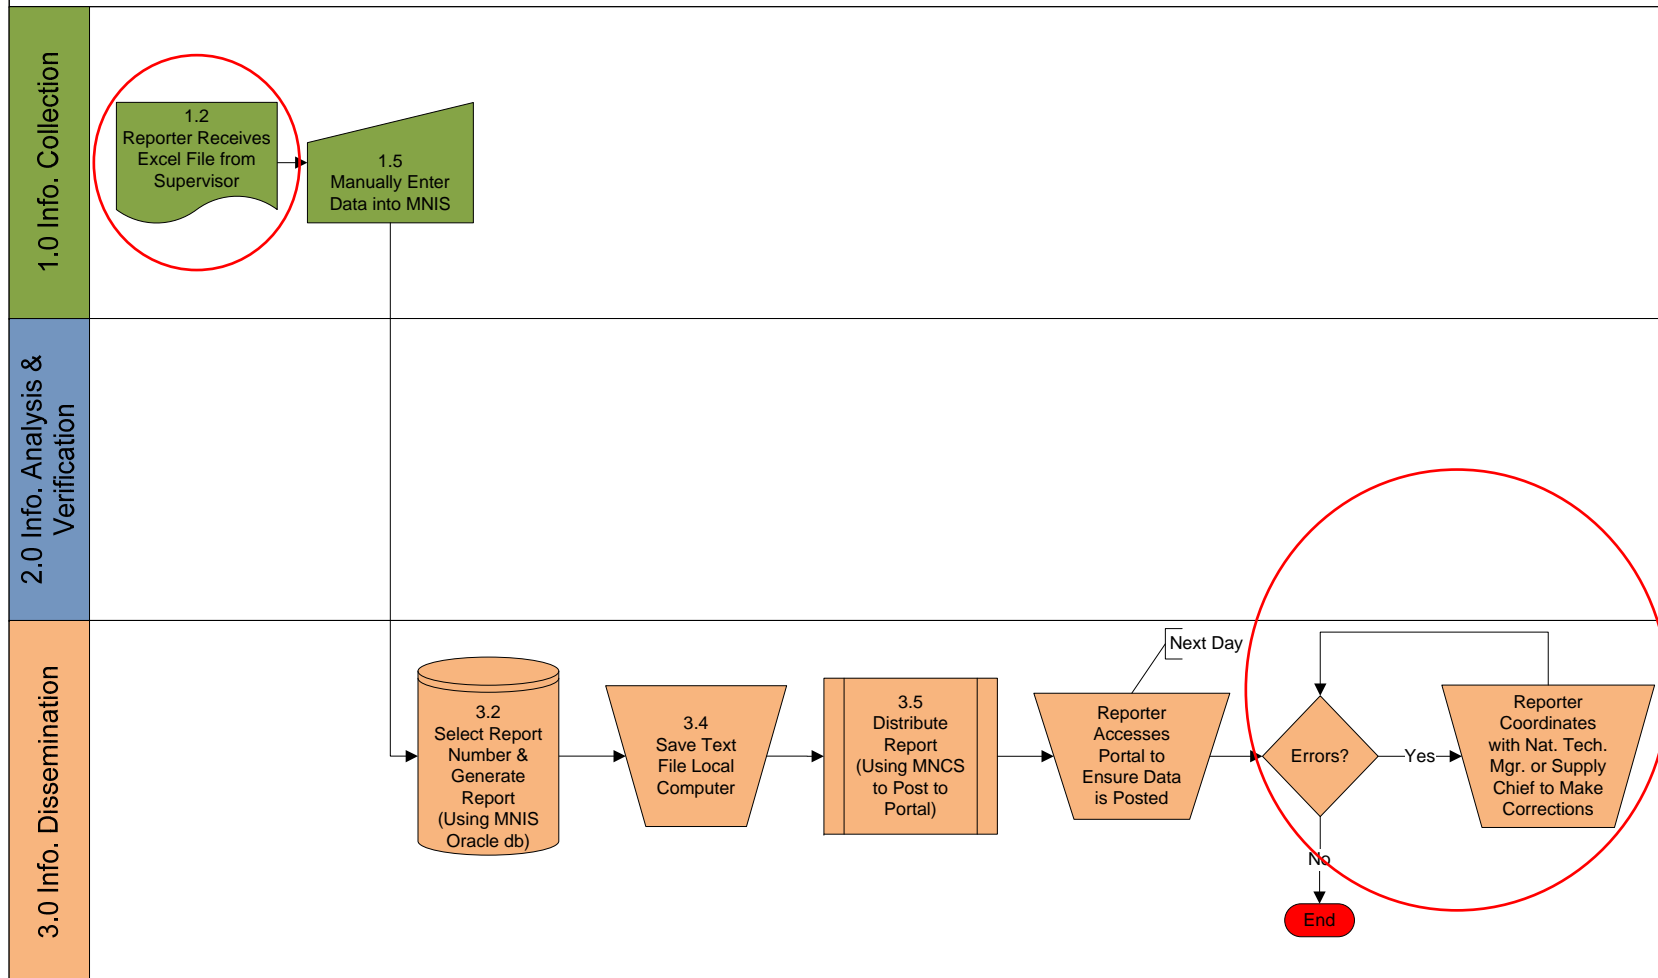 1.0 Info. Collection
1.2
Reporter Receives
Excel File from
Supervisor
1.5
Manually Enter
Data into MNIS
2.0 Info. Analysis &
Verification
3.0 Info. Dissemination
3.2
Select Report
Number &
Generate
Report
(Using MNIS
Oracle db)
3.4
Save Text
File Local
Computer
3.5
Distribute
Report
(Using MNCS
to Post to
Portal)
Next Day
Reporter
Accesses
Portal to
Ensure Data
is Posted
Errors?
Yes
Reporter
Coordinates
with Nat. Tech.
Mgr. or Supply
Chief to Make
Corrections
No
End